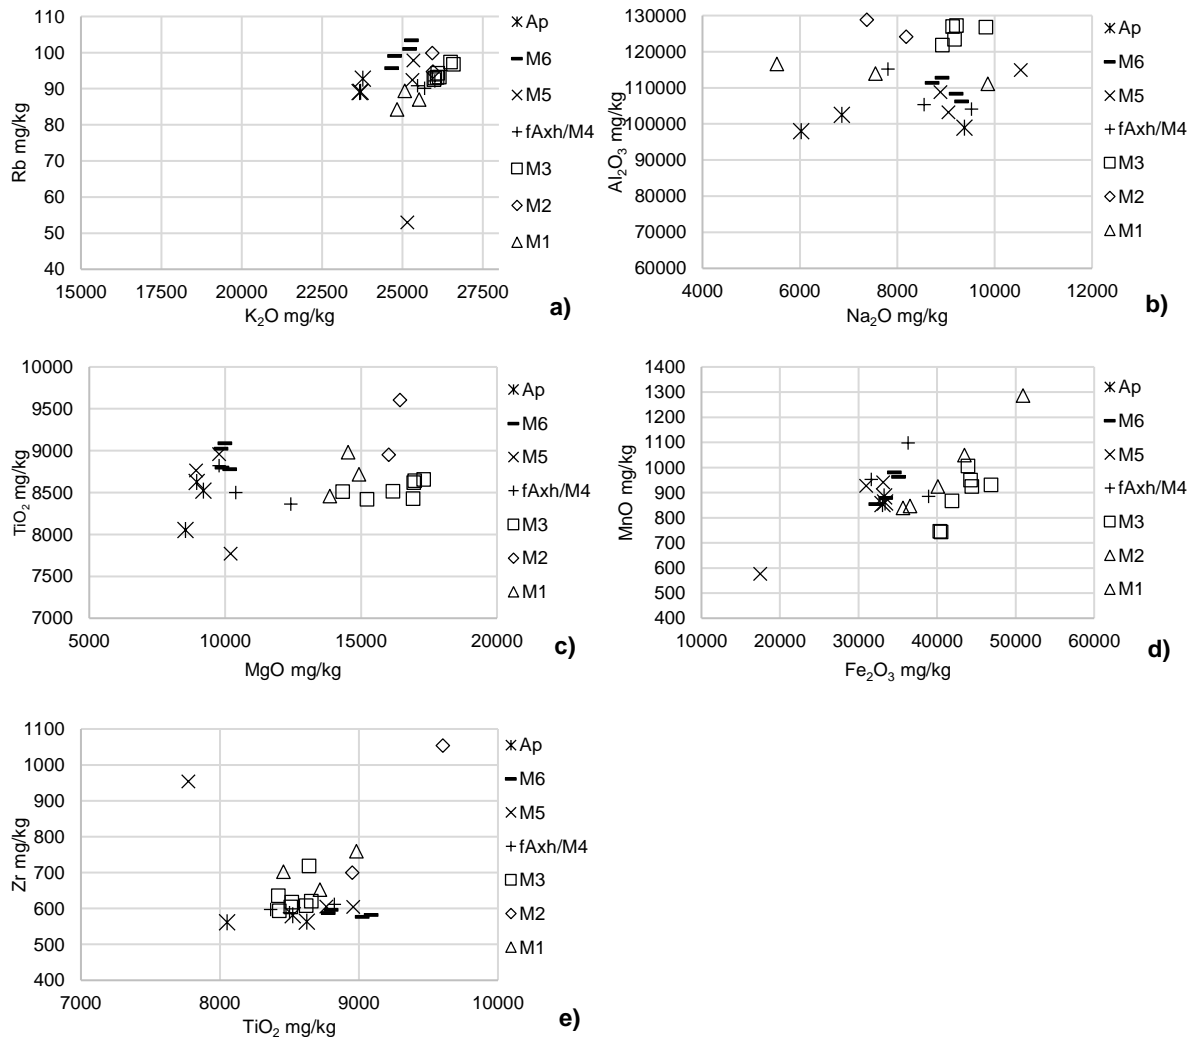 110
100
90
80
70
60
50
40
Rb mg/kg
15000 17500 20000 22500 25000 27500
K₂O mg/kg
Ap
M6
M5
fAxh/M4
M3
M2
M1
a)
130000
120000
110000
100000
90000
80000
70000
60000
Al₂O₃ mg/kg
4000 6000 8000 10000 12000
Na₂O mg/kg
Ap
M6
M5
fAxh/M4
M3
M2
M1
b)
10000
9500
9000
8500
8000
7500
7000
TiO₂ mg/kg
5000 10000 15000 20000
MgO mg/kg
Ap
M6
M5
fAxh/M4
M3
M2
M1
c)
1400
1300
1200
1100
1000
900
800
700
600
500
400
MnO mg/kg
10000 20000 30000 40000 50000 60000
Fe₂O₃ mg/kg
Ap
M6
M5
fAxh/M4
M3
M2
M1
d)
1100
1000
900
800
700
600
500
400
Zr mg/kg
7000 8000 9000 10000
TiO₂ mg/kg
Ap
M6
M5
fAxh/M4
M3
M2
M1
e)